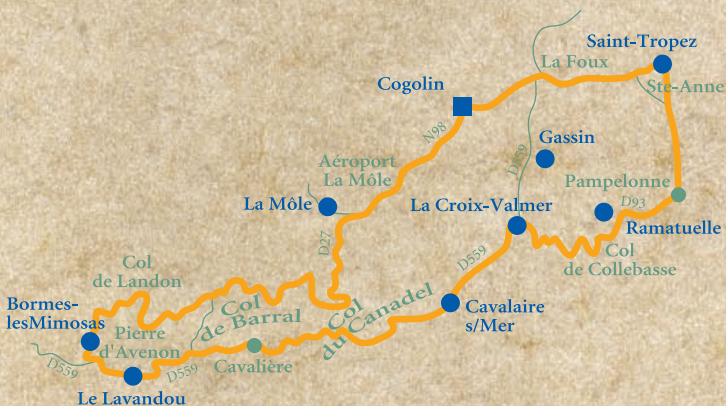 Saint-Tropez
La Foux
Ste-Anne
Cogolin
N98
D559
Gassin
Aéroport
La Môle
Pampelonne
D93
La Môle
La Croix-Valmer
Ramatuelle
D27
Col
de Collebasse
D559
Col
de Landon
Col
de Barral
Col
du Canadel
Bormes-
lesMimosas
Cavalaire
s/Mer
Pierre
d'Avenon
D559
D559
Cavalière
Le Lavandou